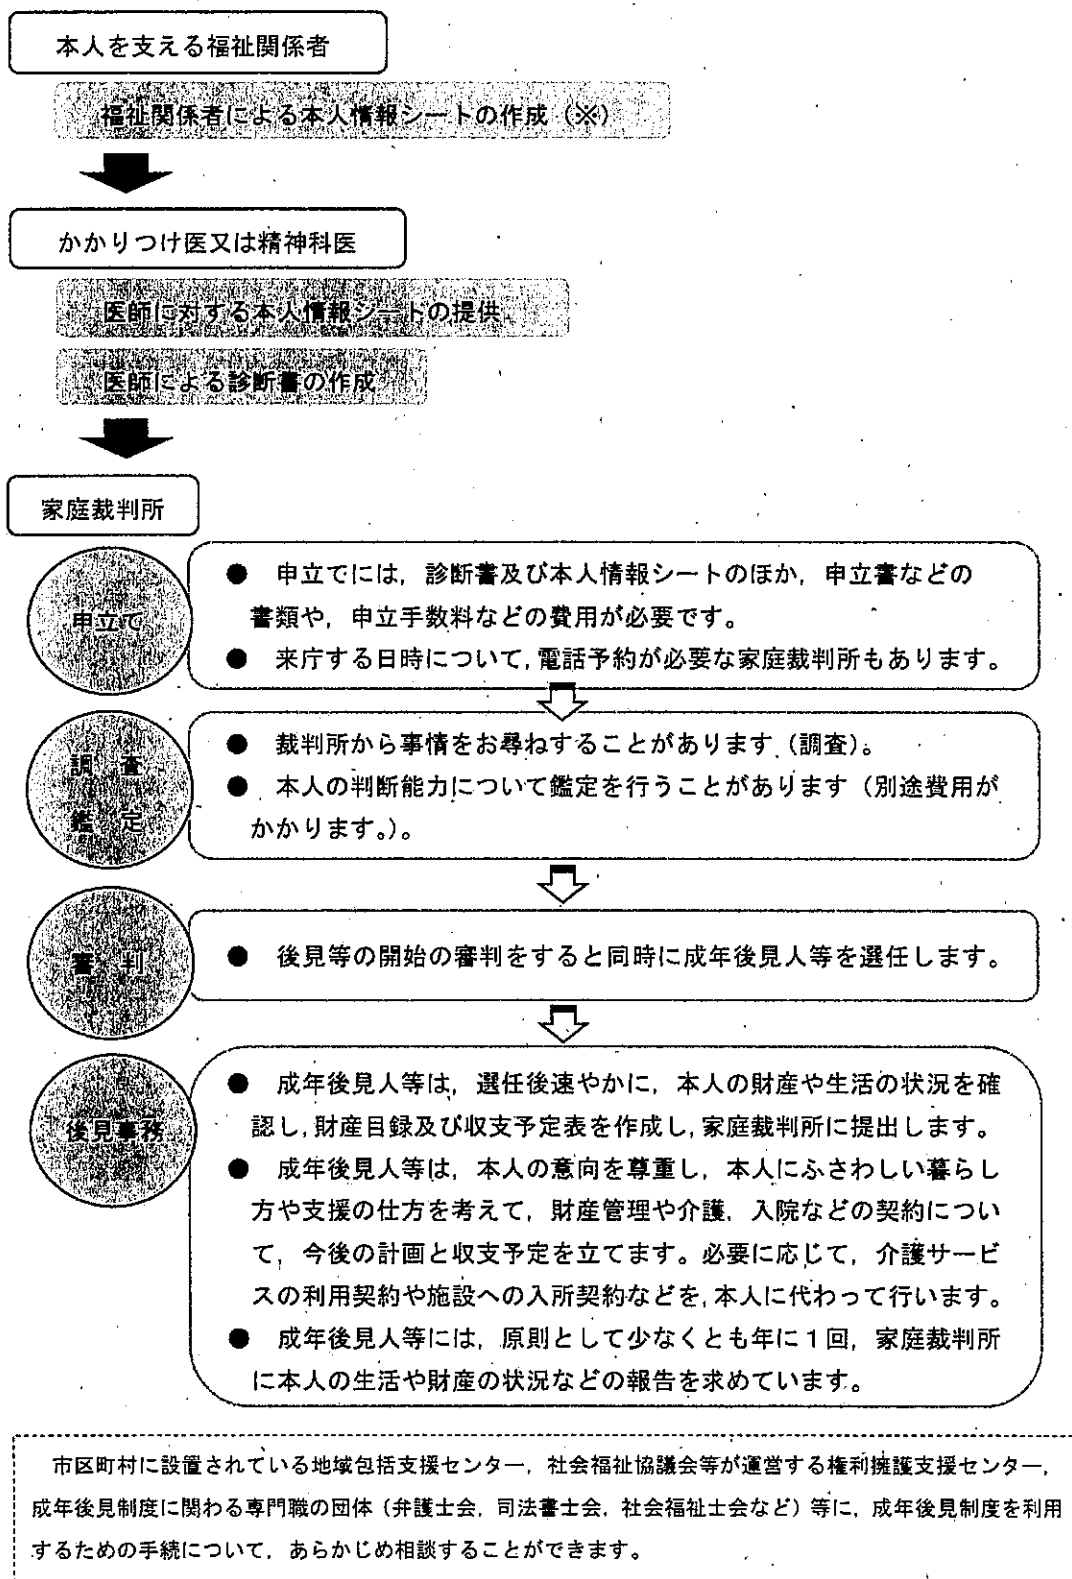 本人を支える福祉関係者
福祉関係者による本人情報シートの作成（※）
かかりつけ医又は精神科医
医師に対する本人情報シートの提供
医師による診断書の作成
家庭裁判所
申立て
● 申立てには，診断書及び本人情報シートのほか，申立書などの
書類や，申立手数料などの費用が必要です。
● 来庁する日時について，電話予約が必要な家庭裁判所もあります。
調 査
鑑 定
● 裁判所から事情をお尋ねすることがあります（調査）。
● 本人の判断能力について鑑定を行うことがあります（別途費用が
かかります。）。
審 判
● 後見等の開始の審判をすると同時に成年後見人等を選任します。
後見事務
● 成年後見人等は，選任後速やかに，本人の財産や生活の状況を確
認し，財産目録及び収支予定表を作成し，家庭裁判所に提出します。
● 成年後見人等は，本人の意向を尊重し，本人にふさわしい暮らし
方や支援の仕方を考えて，財産管理や介護，入院などの契約につい
て，今後の計画と収支予定を立てます。必要に応じて，介護サービ
スの利用契約や施設への入所契約などを，本人に代わって行います。
● 成年後見人等には，原則として少なくとも年に１回，家庭裁判所
に本人の生活や財産の状況などの報告を求めています。
市区町村に設置されている地域包括支援センター，社会福祉協議会等が運営する権利擁護支援センター，
成年後見制度に関わる専門職の団体（弁護士会，司法書士会，社会福祉士会など）等に，成年後見制度を利用
するための手続について，あらかじめ相談することができます。